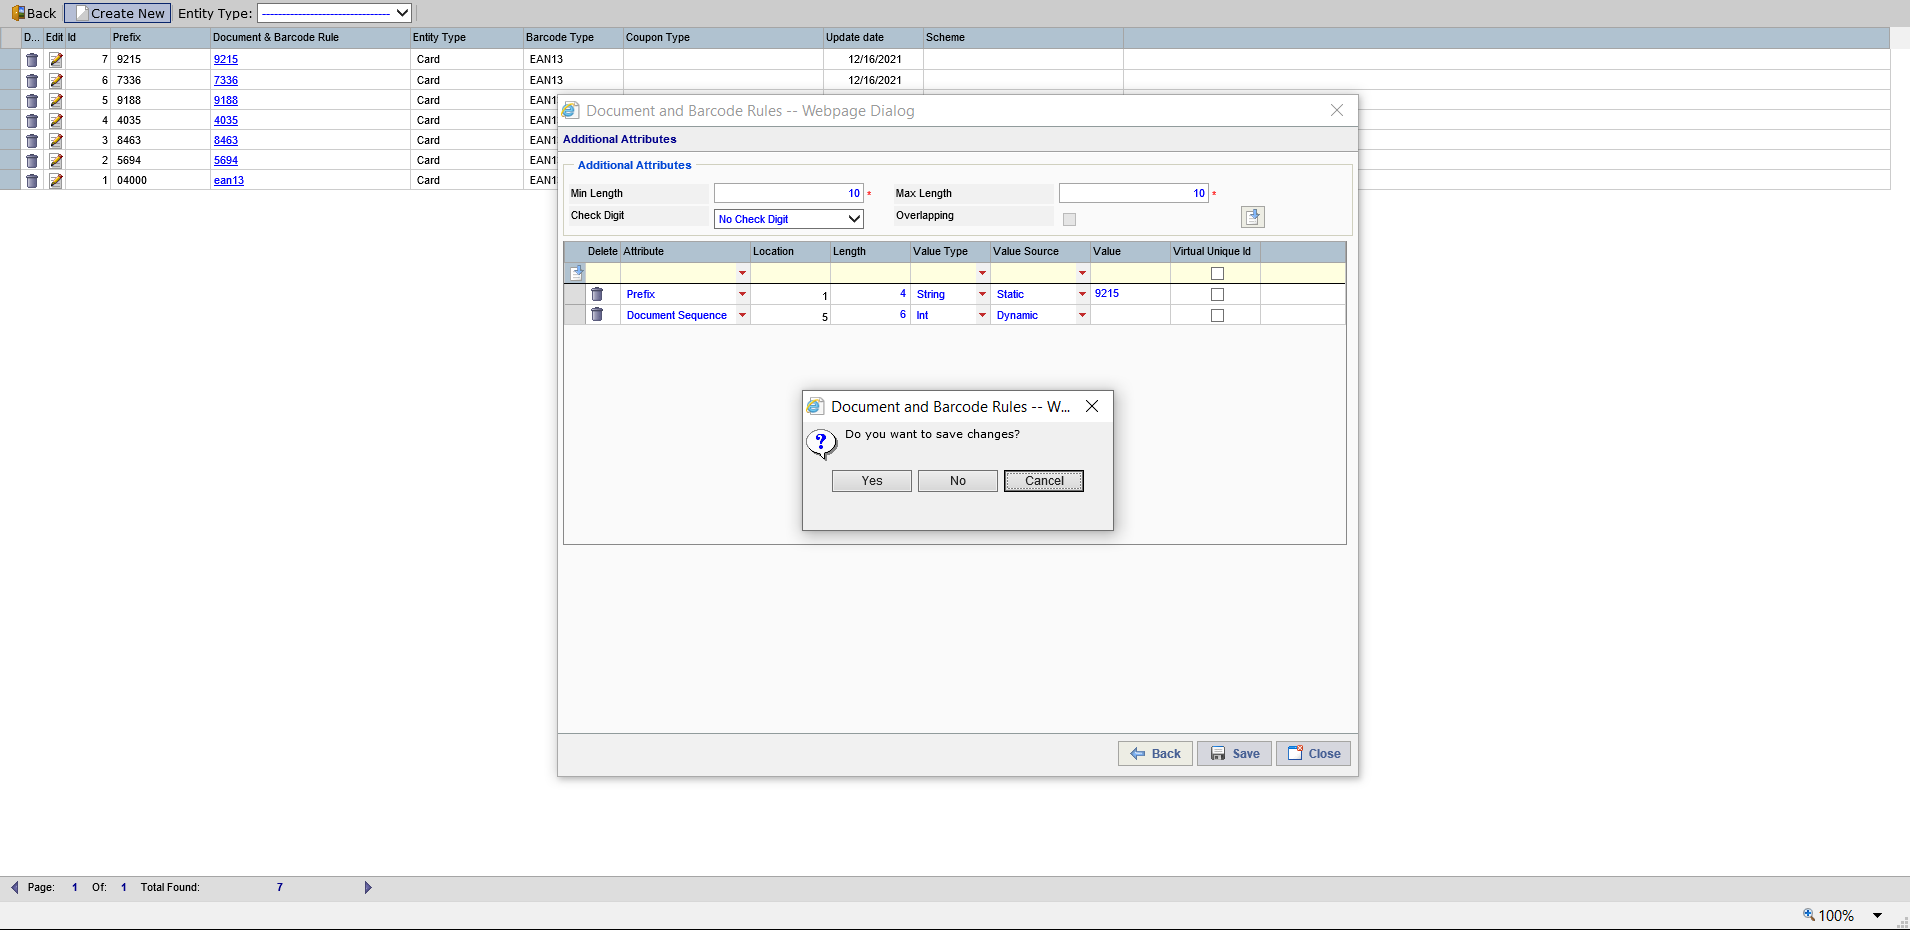 Back Create New Entity Type: --------------------------------
D... Edit Id Prefix Document & Barcode Rule Entity Type Barcode Type Coupon Type Update date Scheme
7 9215 9215 Card EAN13 12/16/2021
6 7336 7336 Card EAN13 12/16/2021
5 9188 9188 Card EAN1
4 4035 4035 Card EAN1
3 8463 8463 Card EAN1
2 5694 5694 Card EAN1
1 04000 ean13 Card EAN1
Document and Barcode Rules -- Webpage Dialog
Additional Attributes
Additional Attributes
Min Length 10 * Max Length 10 *
Check Digit No Check Digit Overlapping
Delete Attribute Location Length Value Type Value Source Value Virtual Unique Id
Prefix 1 4 String Static 9215
Document Sequence 5 6 Int Dynamic
Document and Barcode Rules -- W...
? Do you want to save changes?
Yes No Cancel
Back Save Close
Page: 1 Of: 1 Total Found: 7
100%